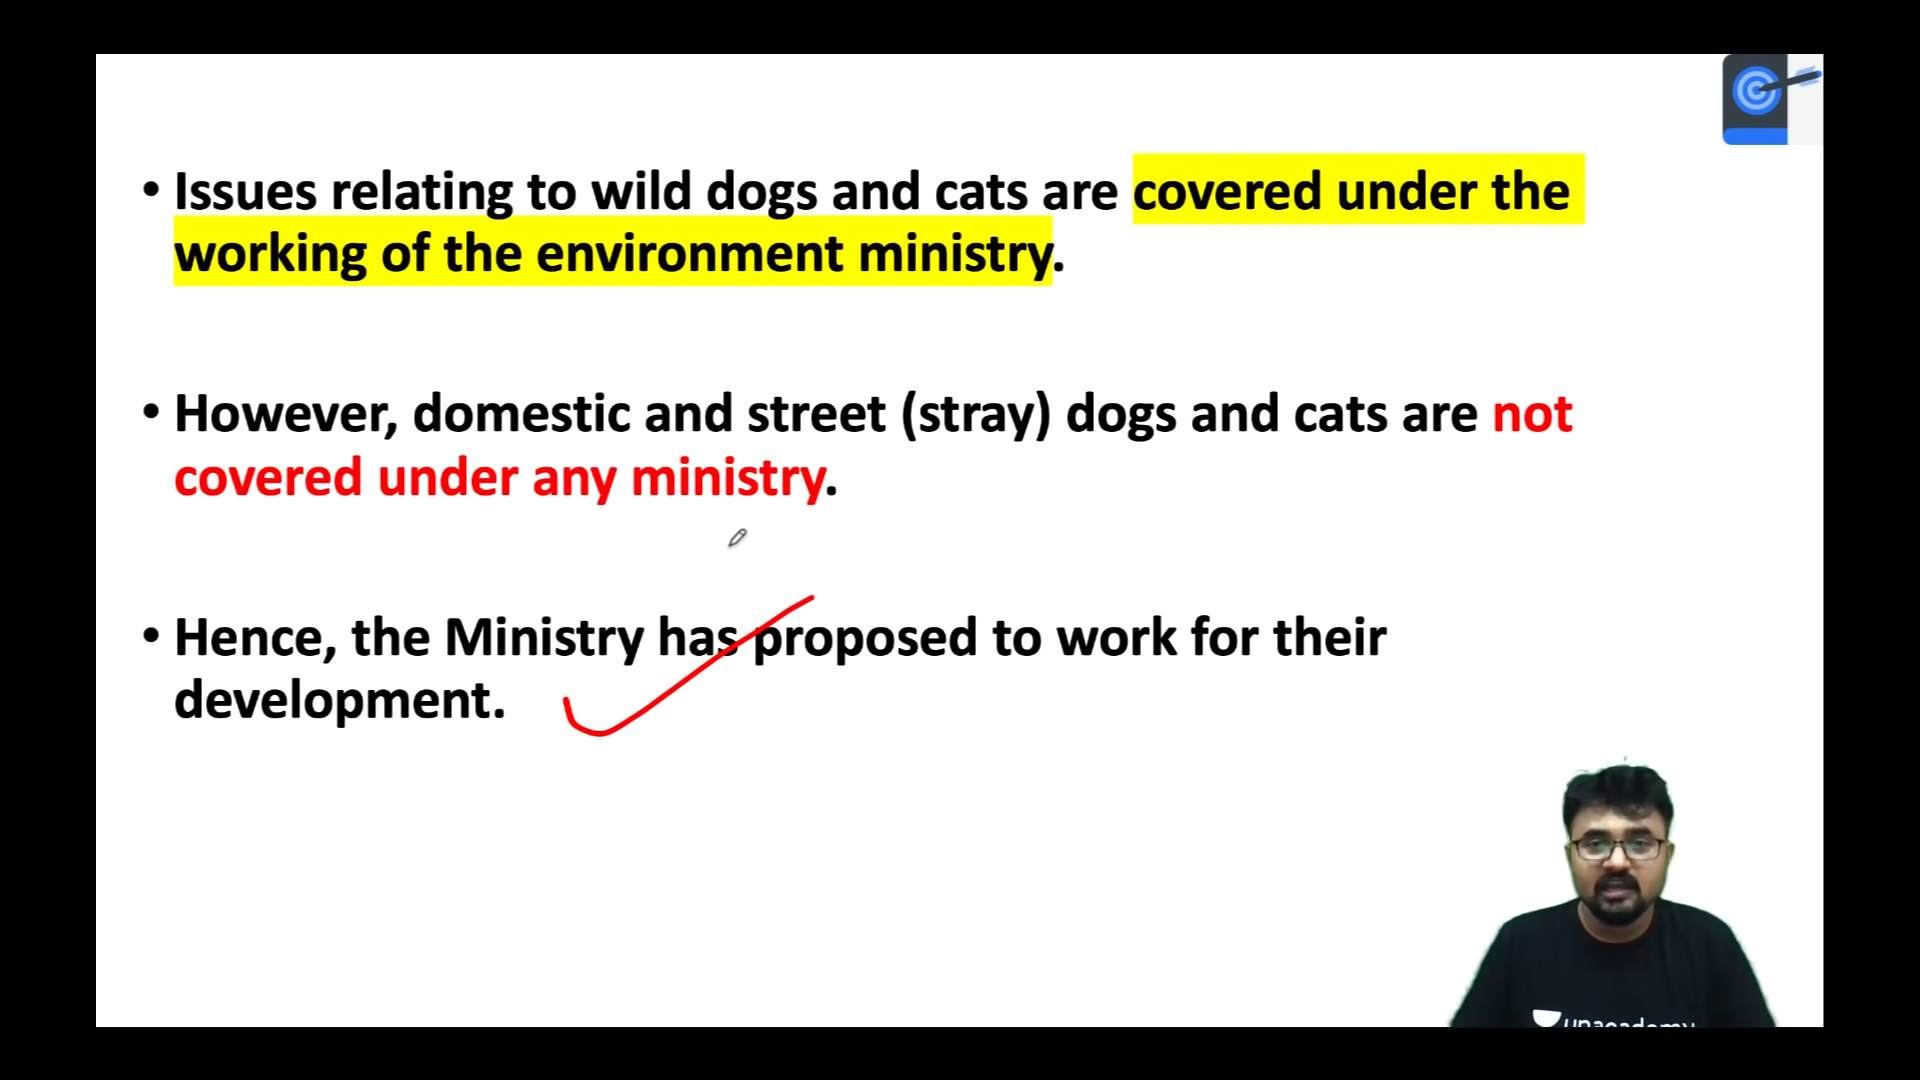 • Issues relating to wild dogs and cats are covered under the
working of the environment ministry.
• However, domestic and street (stray) dogs and cats are not
covered under any ministry.
• Hence, the Ministry has proposed to work for their
development.
unacademy